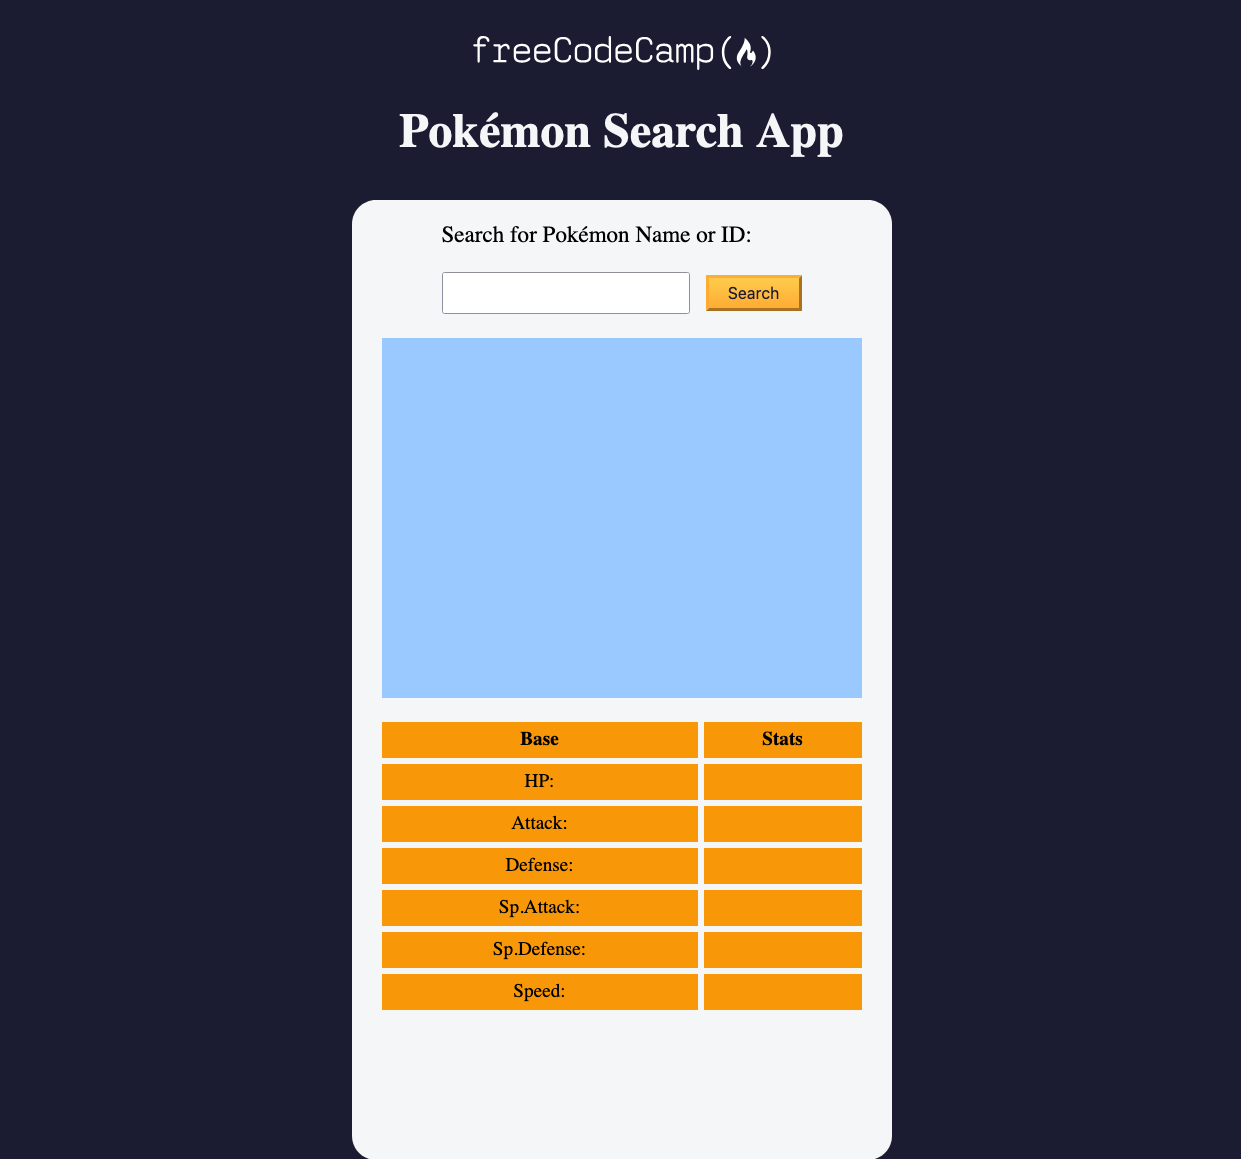 freeCodeCamp(🔥)
Pokémon Search App
Search for Pokémon Name or ID:
Search
Base Stats
HP:
Attack:
Defense:
Sp.Attack:
Sp.Defense:
Speed: